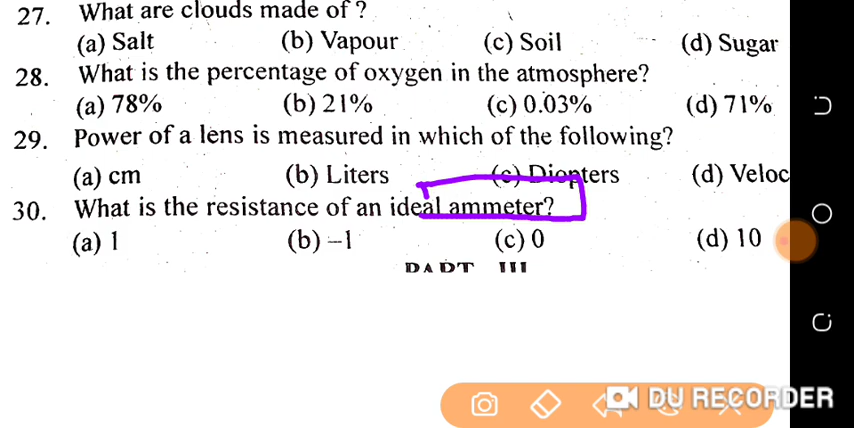 27. What are clouds made of ?
(a) Salt (b) Vapour (c) Soil (d) Sugar
28. What is the percentage of oxygen in the atmosphere?
(a) 78% (b) 21% (c) 0.03% (d) 71%
29. Power of a lens is measured in which of the following?
(a) cm (b) Liters (c) Diopters (d) Veloc
30. What is the resistance of an ideal ammeter?
(a) 1 (b) –1 (c) 0 (d) 10
PART III
DU RECORDER